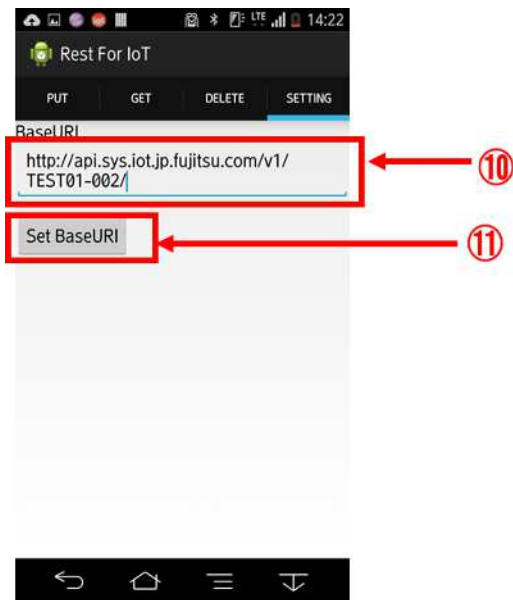 LTE 14:22
Rest For IoT
PUT GET DELETE SETTING
BaseURI
http://api.sys.iot.jp.fujitsu.com/v1/
TEST01-002/
⑩
Set BaseURI
⑪